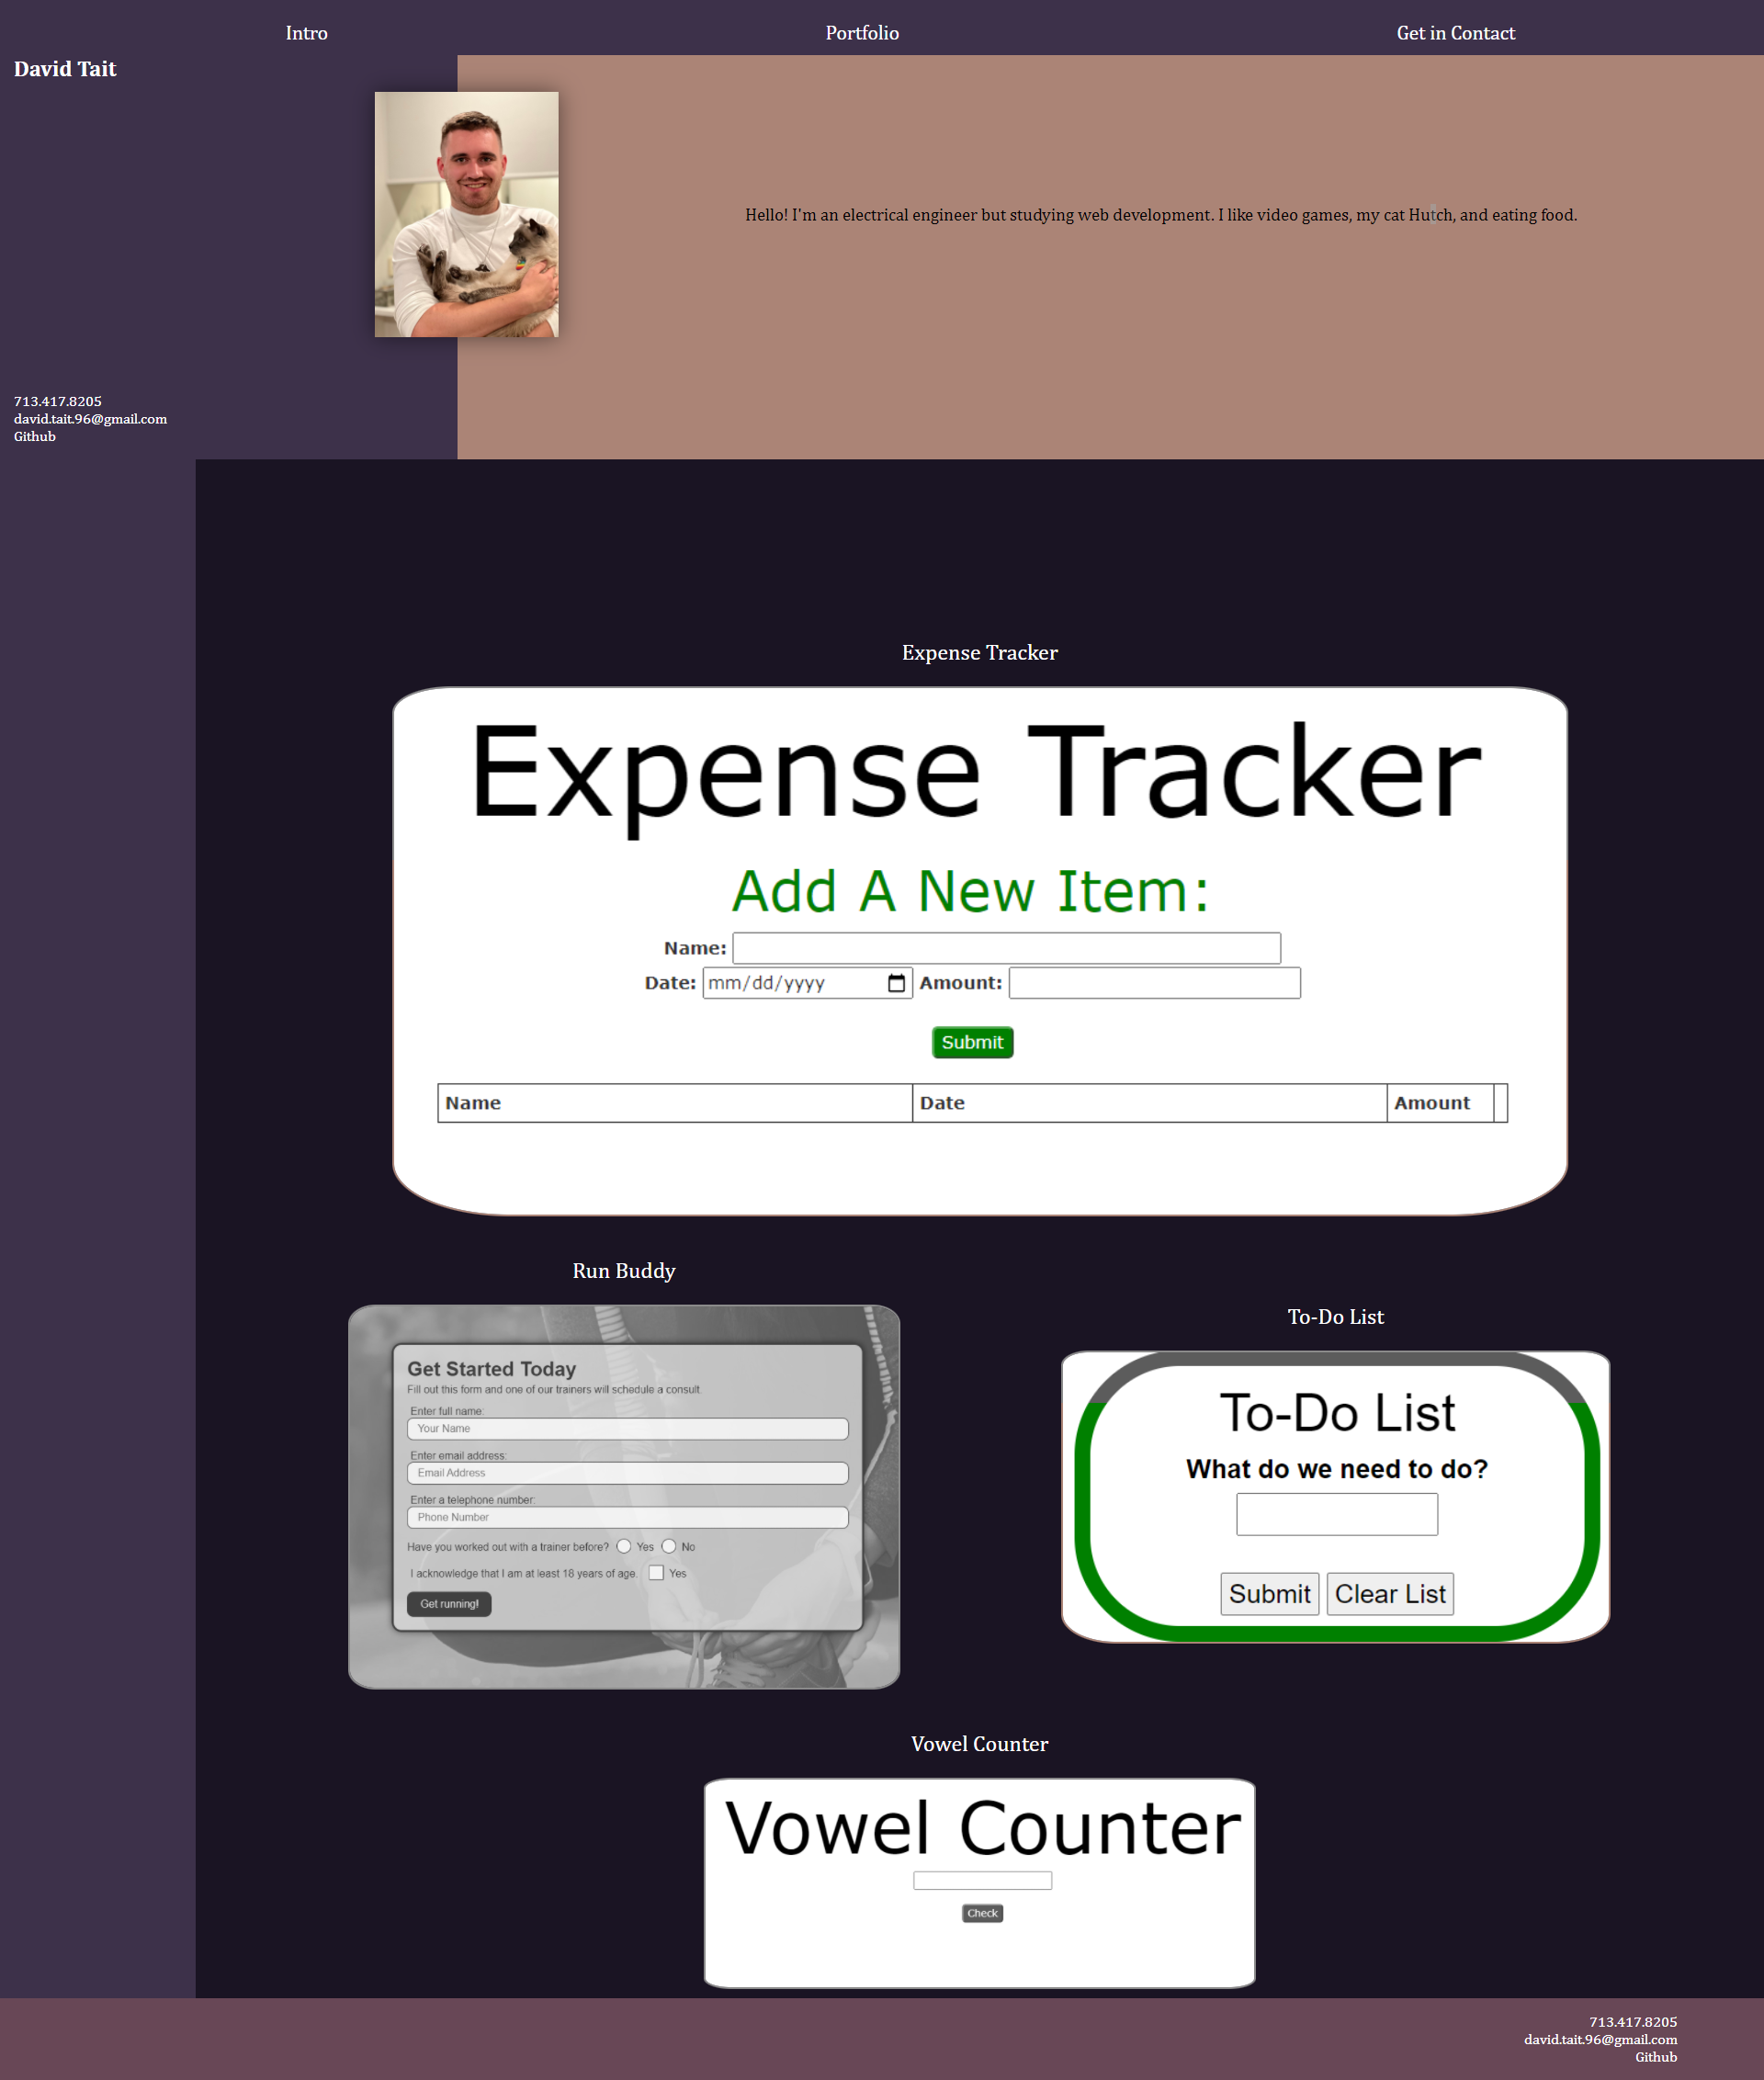 Intro
Portfolio
Get in Contact
David Tait
Hello! I'm an electrical engineer but studying web development. I like video games, my cat Hutch, and eating food.
713.417.8205
david.tait.96@gmail.com
Github
Expense Tracker
Expense Tracker
Add A New Item:
Name:
Date: mm/dd/yyyy Amount:
Submit
Name Date Amount
Run Buddy
Get Started Today
Fill out this form and one of our trainers will schedule a consult.
Enter full name:
Your Name
Enter email address:
Email Address
Enter a telephone number:
Phone Number
Have you worked out with a trainer before? Yes No
I acknowledge that I am at least 18 years of age. Yes
Get running!
To-Do List
To-Do List
What do we need to do?
Submit Clear List
Vowel Counter
Vowel Counter
Check
713.417.8205
david.tait.96@gmail.com
Github